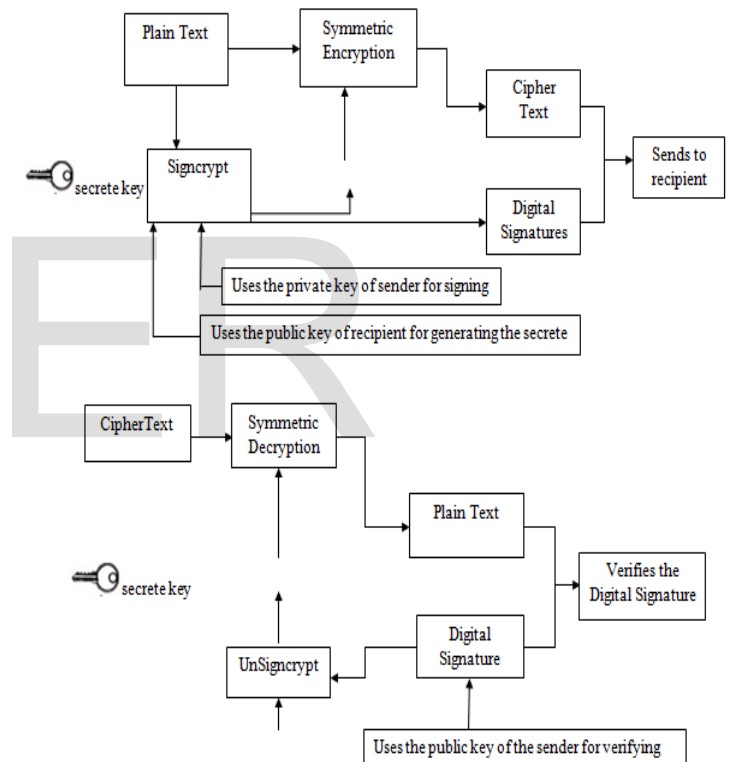 Plain Text
Symmetric
Encryption
Cipher
Text
Sends to
recipient
secrete key
Signcrypt
Digital
Signatures
Uses the private key of sender for signing
Uses the public key of recipient for generating the secrete
ER
CipherText
Symmetric
Decryption
Plain Text
Verifies the
Digital Signature
secrete key
UnSigncrypt
Digital
Signature
Uses the public key of the sender for verifying